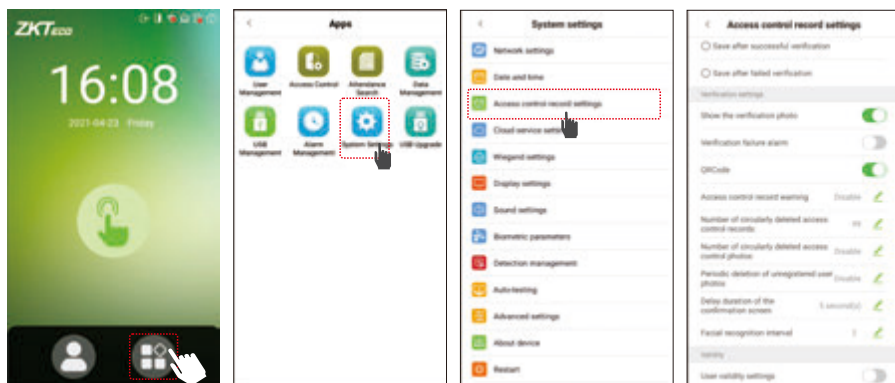 ZKTeco
16:08
2021-04-23 Friday
Apps
User
Management
Access Control
Attendance
Search
Data
Management
USB
Management
Alarm
Management
System Settings
USB Upgrade
System settings
Network settings
Date and time
Access control record settings
Cloud service settings
Wiegand settings
Display settings
Sound settings
Biometric parameters
Detection management
Auto-testing
Advanced settings
About device
Restart
Access control record settings
Save after successful verification
Save after failed verification
Verification settings
Show the verification photo
Verification failure alarm
QRCode
Access control record warning Disable
Number of circularly deleted access
control records 99
Number of circularly deleted access
control photos Disable
Periodic deletion of unregistered user
photos Disable
Delay duration of the
confirmation screen 5 second(s)
Facial recognition interval
Validity
User validity settings